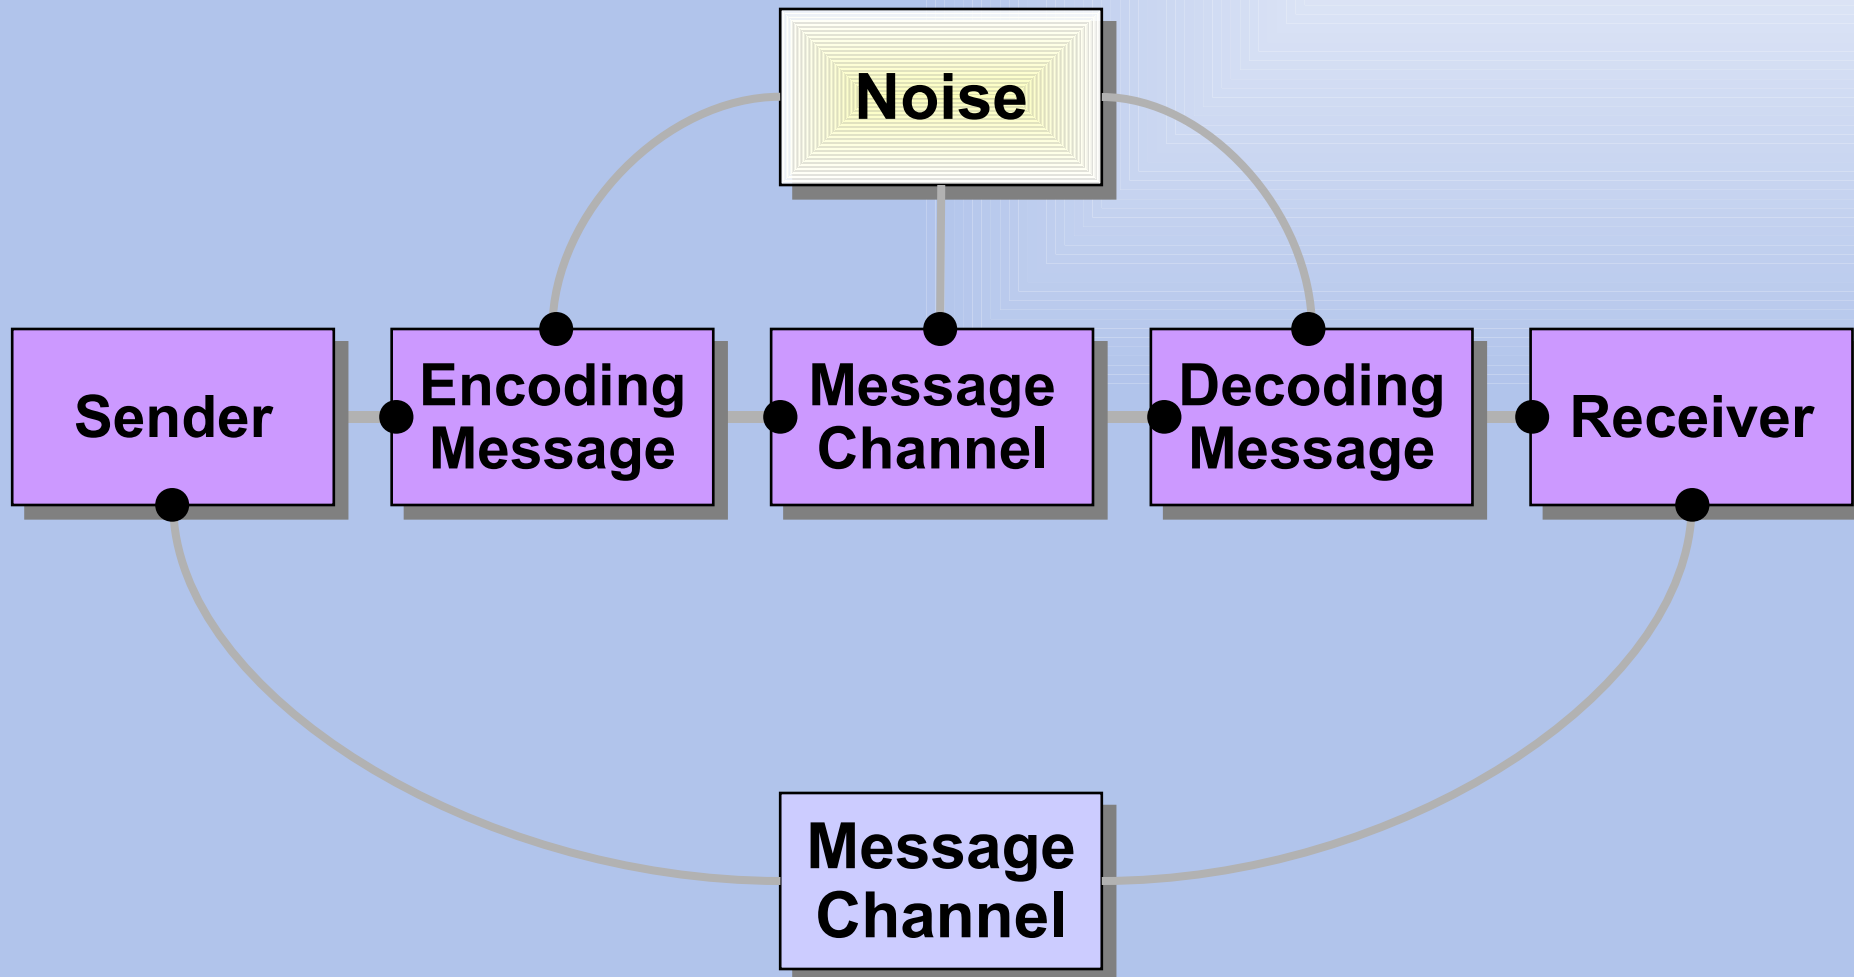 Noise
Sender
Encoding
Message
Message
Channel
Decoding
Message
Receiver
Message
Channel